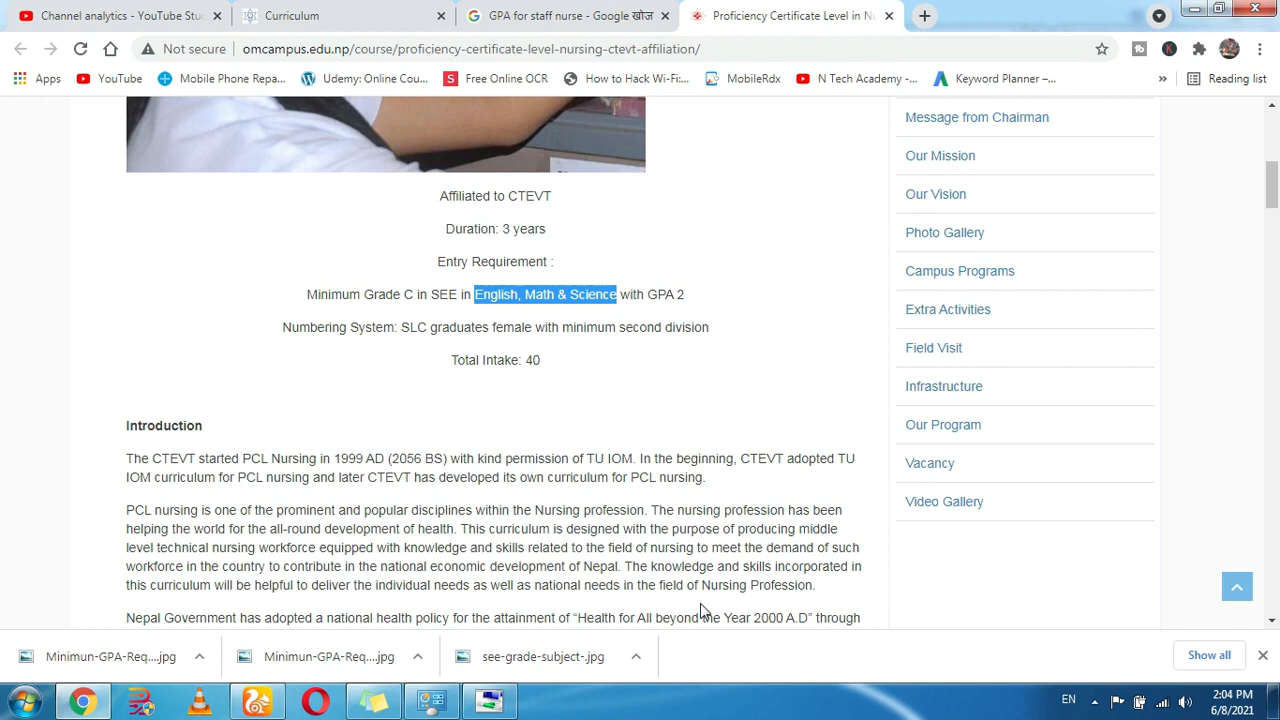 Channel analytics - YouTube Stu
Curriculum
GPA for staff nurse - Google खोज
Proficiency Certificate Level in Nu
Not secure
omcampus.edu.np/course/proficiency-certificate-level-nursing-ctevt-affiliation/
Apps
YouTube
Mobile Phone Repa...
Udemy: Online Cou...
Free Online OCR
How to Hack Wi-Fi:...
MobileRdx
N Tech Academy -...
Keyword Planner –...
»
Reading list
Affiliated to CTEVT
Duration: 3 years
Entry Requirement :
Minimum Grade C in SEE in English, Math & Science with GPA 2
Numbering System: SLC graduates female with minimum second division
Total Intake: 40
Introduction
The CTEVT started PCL Nursing in 1999 AD (2056 BS) with kind permission of TU IOM. In the beginning, CTEVT adopted TU
IOM curriculum for PCL nursing and later CTEVT has developed its own curriculum for PCL nursing.
PCL nursing is one of the prominent and popular disciplines within the Nursing profession. The nursing profession has been
helping the world for the all-round development of health. This curriculum is designed with the purpose of producing middle
level technical nursing workforce equipped with knowledge and skills related to the field of nursing to meet the demand of such
workforce in the country to contribute in the national economic development of Nepal. The knowledge and skills incorporated in
this curriculum will be helpful to deliver the individual needs as well as national needs in the field of Nursing Profession.
Nepal Government has adopted a national health policy for the attainment of “Health for All beyond the Year 2000 A.D” through
Message from Chairman
Our Mission
Our Vision
Photo Gallery
Campus Programs
Extra Activities
Field Visit
Infrastructure
Our Program
Vacancy
Video Gallery
Minimun-GPA-Req....jpg
Minimun-GPA-Req....jpg
see-grade-subject-.jpg
Show all
EN
2:04 PM
6/8/2021